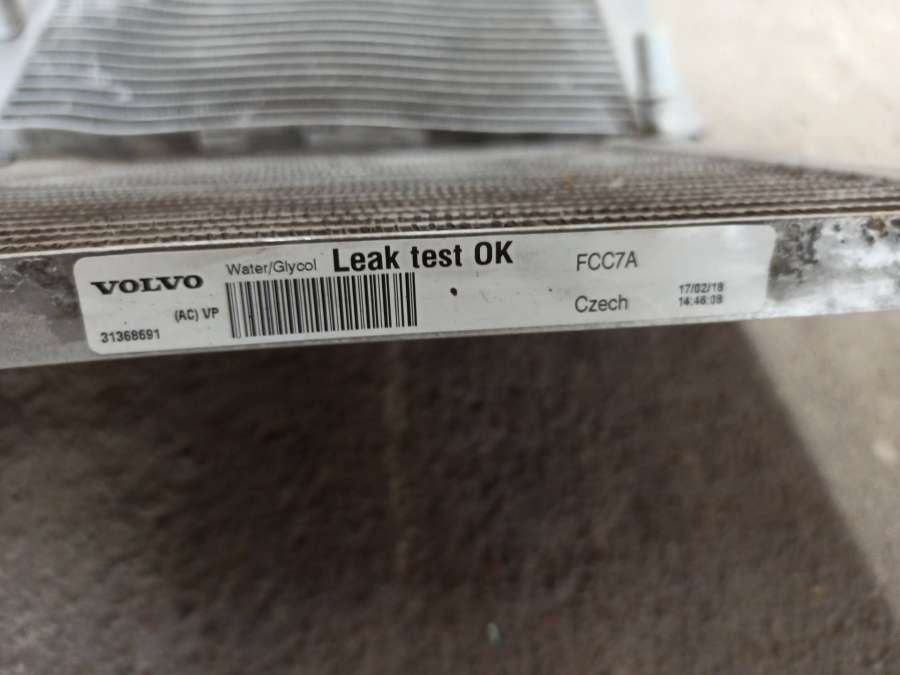 VOLVO
Water/Glycol
Leak test OK
FCC7A
(AC) VP
31368691
Czech
17/02/18
14:46:08